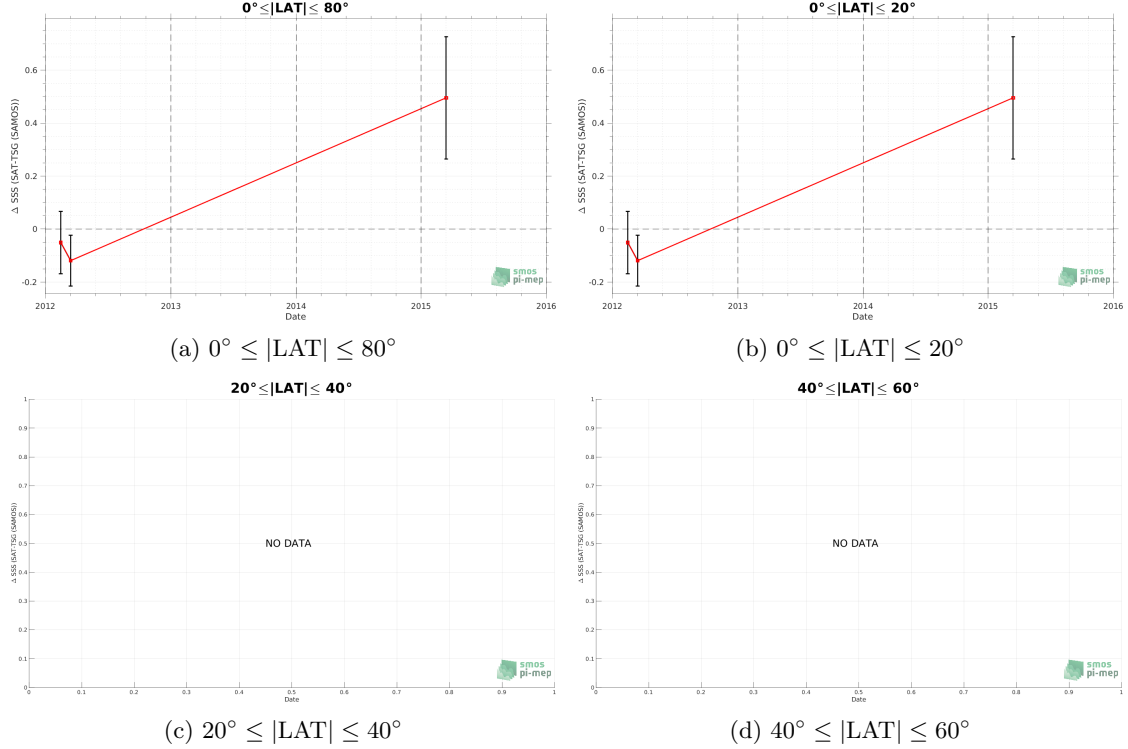 0°≤|LAT|≤ 80°
Δ SSS (SAT-TSG (SAMOS))
0.6
0.4
0.2
0
-0.2
2012 2013 2014 2015 2016
Date
smos
pi-mep
(a) 0° ≤ |LAT| ≤ 80°
0°≤|LAT|≤ 20°
Δ SSS (SAT-TSG (SAMOS))
0.6
0.4
0.2
0
-0.2
2012 2013 2014 2015 2016
Date
smos
pi-mep
(b) 0° ≤ |LAT| ≤ 20°
20°≤|LAT|≤ 40°
Δ SSS (SAT-TSG (SAMOS))
1
0.9
0.8
0.7
0.6
0.5
0.4
0.3
0.2
0.1
0
NO DATA
0 0.1 0.2 0.3 0.4 0.5 0.6 0.7 0.8 0.9 1
Date
smos
pi-mep
(c) 20° ≤ |LAT| ≤ 40°
40°≤|LAT|≤ 60°
Δ SSS (SAT-TSG (SAMOS))
1
0.9
0.8
0.7
0.6
0.5
0.4
0.3
0.2
0.1
0
NO DATA
0 0.1 0.2 0.3 0.4 0.5 0.6 0.7 0.8 0.9 1
Date
smos
pi-mep
(d) 40° ≤ |LAT| ≤ 60°